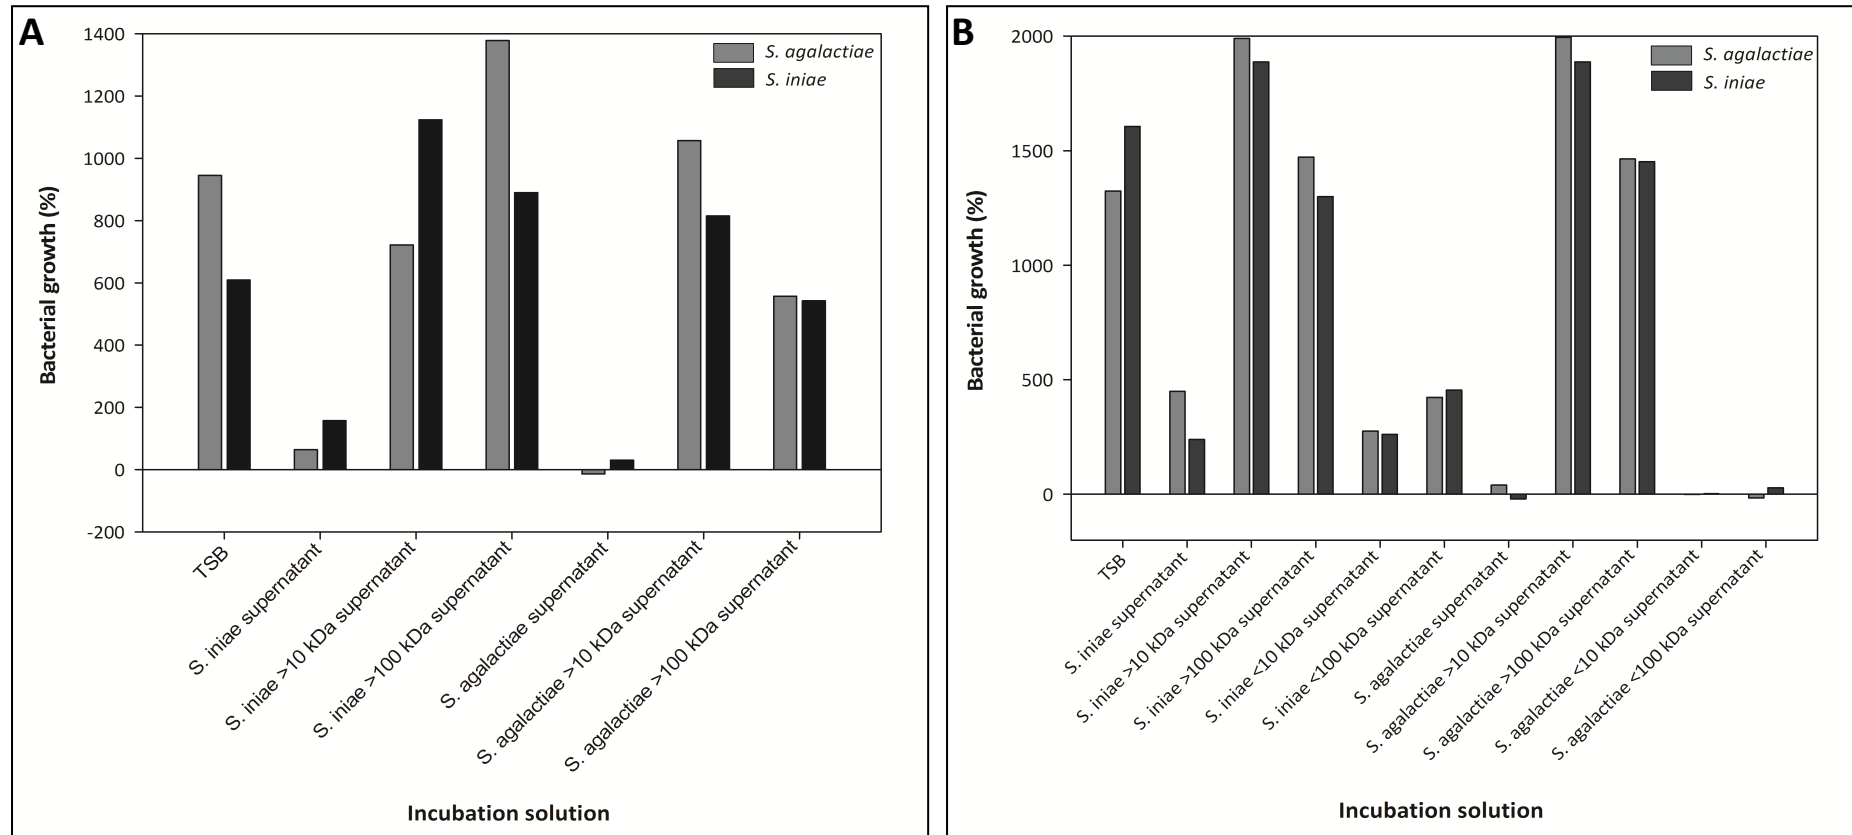 A
Bacterial growth (%)
1400
1200
1000
800
600
400
200
0
-200
S. agalactiae
S. iniae
TSB
S. iniae supernatant
S. iniae >10 kDa supernatant
S. iniae >100 kDa supernatant
S. agalactiae supernatant
S. agalactiae >10 kDa supernatant
S. agalactiae >100 kDa supernatant
Incubation solution
B
Bacterial growth (%)
2000
1500
1000
500
0
S. agalactiae
S. iniae
TSB
S. iniae supernatant
S. iniae >10 kDa supernatant
S. iniae >100 kDa supernatant
S. iniae <10 kDa supernatant
S. iniae <100 kDa supernatant
S. agalactiae supernatant
S. agalactiae >10 kDa supernatant
S. agalactiae >100 kDa supernatant
S. agalactiae <10 kDa supernatant
S. agalactiae <100 kDa supernatant
Incubation solution